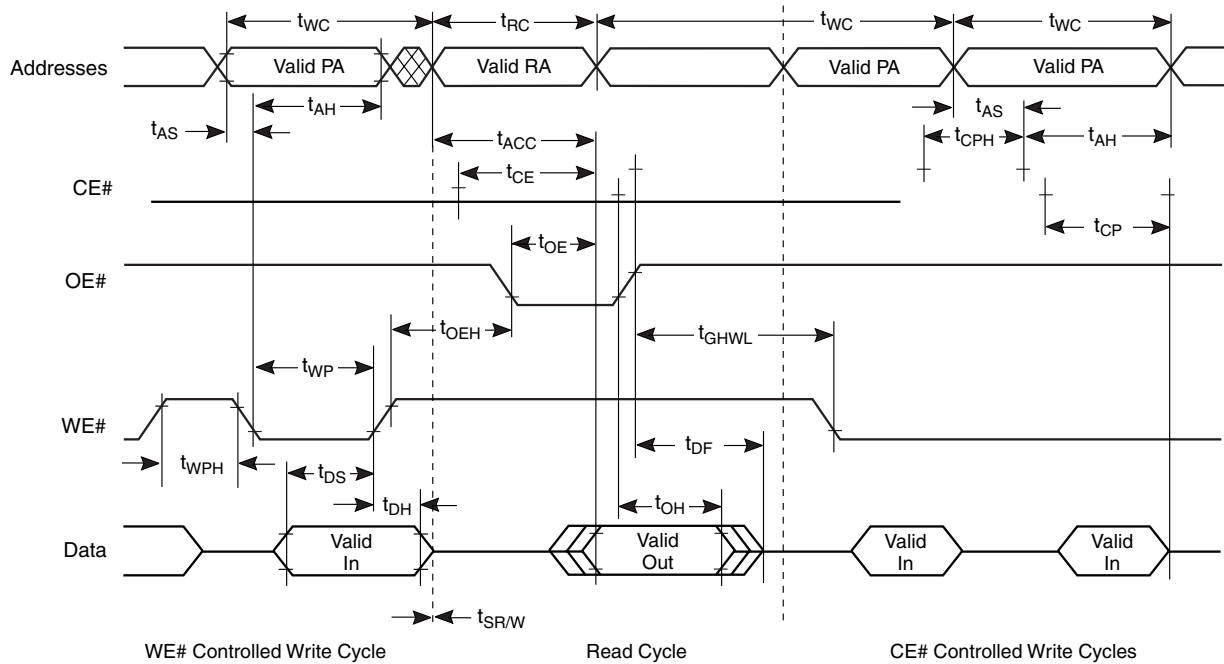 tWC tRC tWC tWC
Addresses Valid PA Valid RA Valid PA Valid PA
tAH tAS
tAS tACC tCPH tAH
CE# tCE
tCP
tOE
OE#
tOEH tGHWL
tWP
WE#
tDF
tWPH tDS
tDH tOH
Data Valid In Valid Out Valid In Valid In
tSR/W
WE# Controlled Write Cycle Read Cycle CE# Controlled Write Cycles